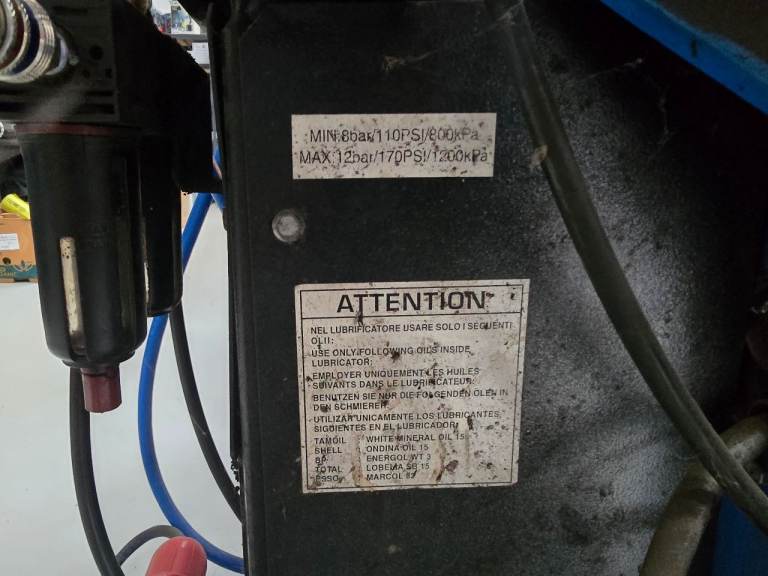 MIN:8bar/110PSI/800kPa
MAX:12bar/170PSI/1200kPa
ATTENTION
NEL LUBRIFICATORE USARE SOLO I SEGUENTI
OLII:
USE ONLY FOLLOWING OILS INSIDE
LUBRICATOR:
EMPLOYER UNIQUEMENT LES HUILES
SUIVANTS DANS LE LUBRIFICATEUR:
BENITZEN SIE NUR DIE FOLGENDEN OLEN IN
DEN SCHMIERER:
UTILIZAR UNICAMENTE LOS LUBRICANTES
SIGUIENTES EN EL LUBRICADOR:
TAMOIL WHITE MINERAL OIL 15
SHELL ONDINA OIL 15
BP ENERGOL WT 3
TOTAL LOBELIA SB 15
ESSO MARCOL 82